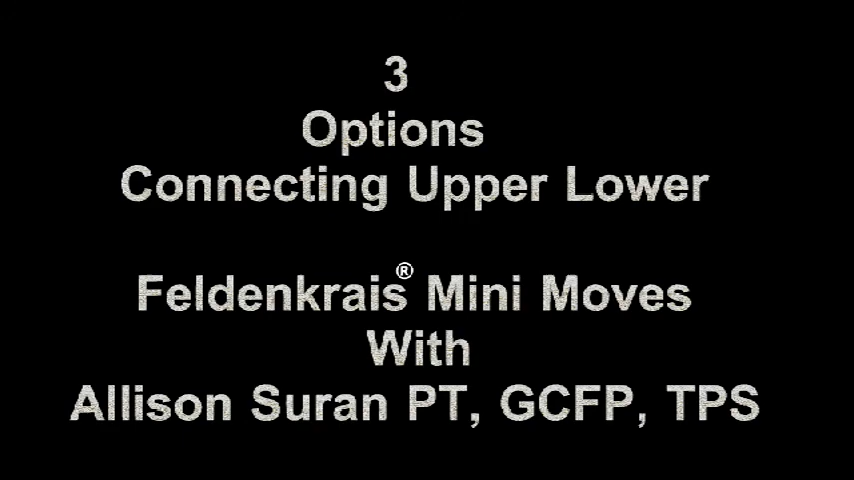 3
Options
Connecting Upper Lower
Feldenkrais® Mini Moves
With
Allison Suran PT, GCFP, TPS